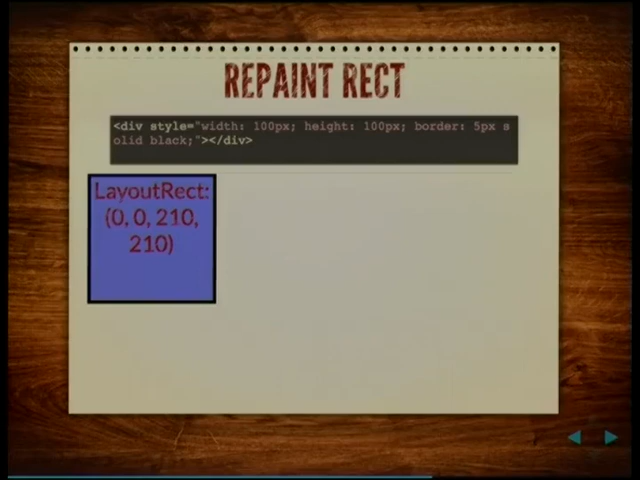 REPAINT RECT
<div style="width: 100px; height: 100px; border: 5px s
olid black;"></div>
LayoutRect:
(0, 0, 210,
210)